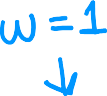 w = 1
↓